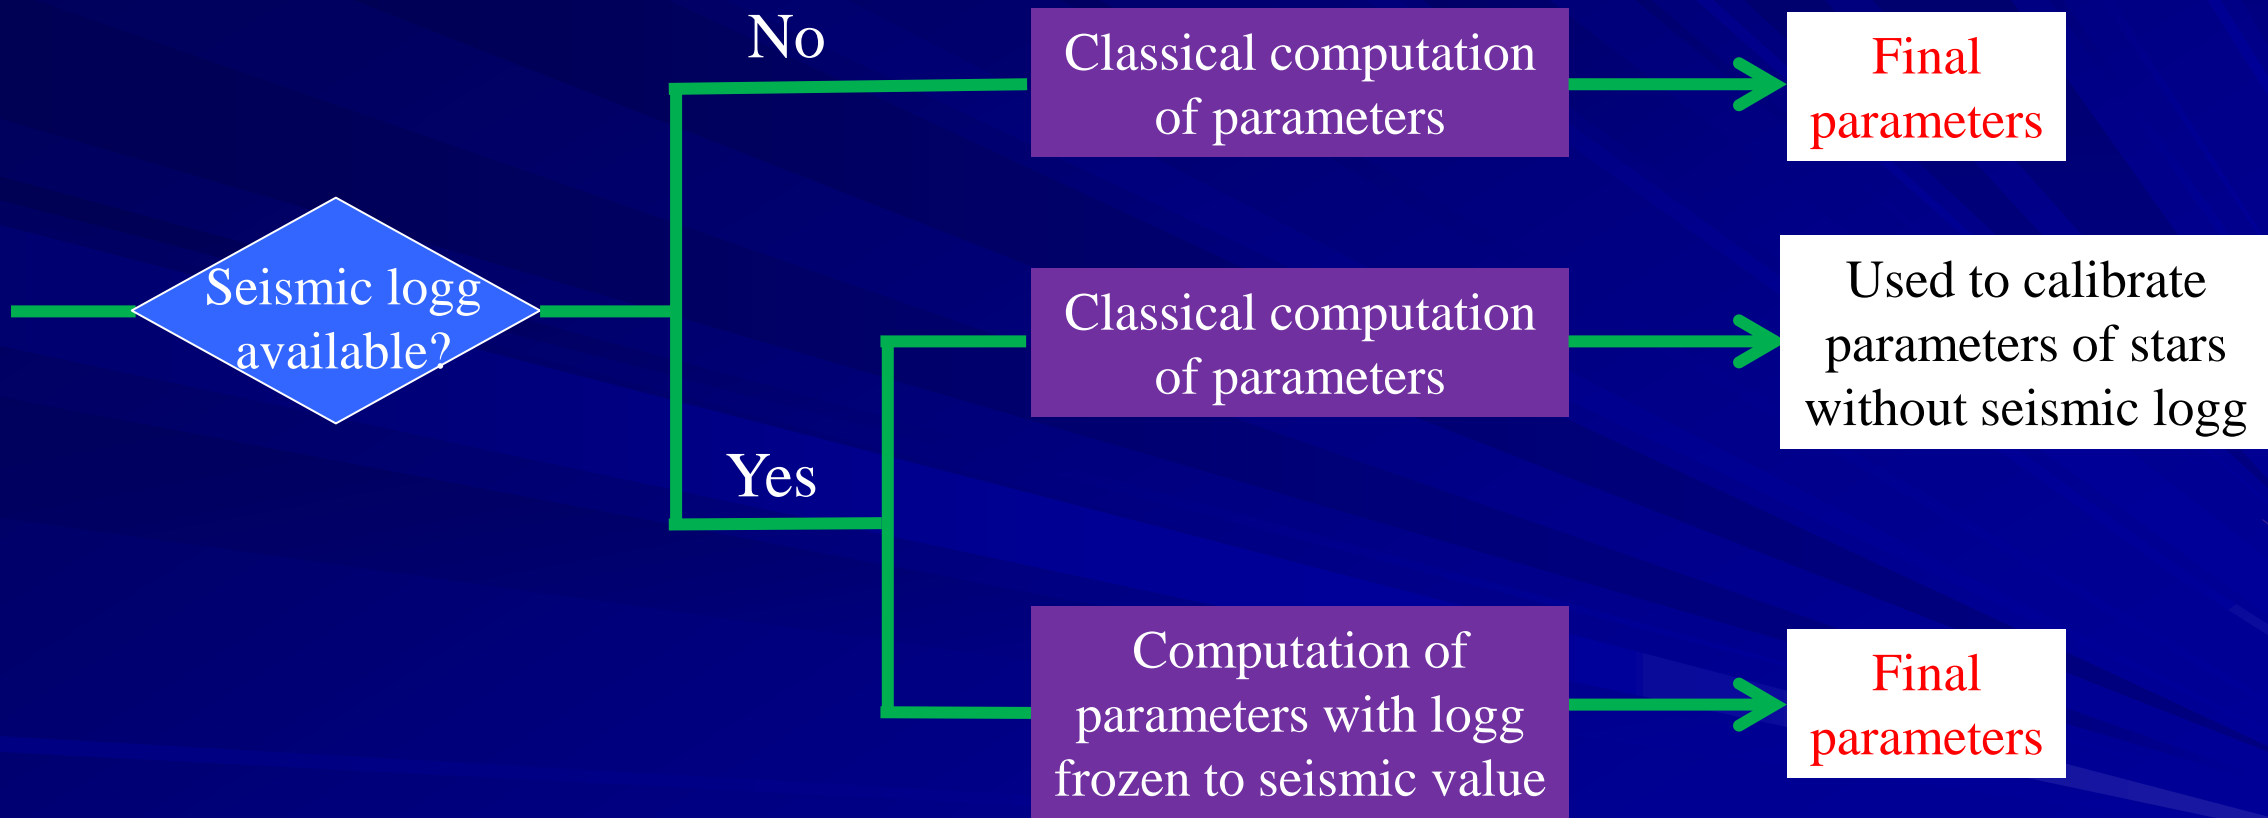 No
Classical computation
of parameters
Final
parameters
Seismic logg
available?
Classical computation
of parameters
Used to calibrate
parameters of stars
without seismic logg
Yes
Computation of
parameters with logg
frozen to seismic value
Final
parameters